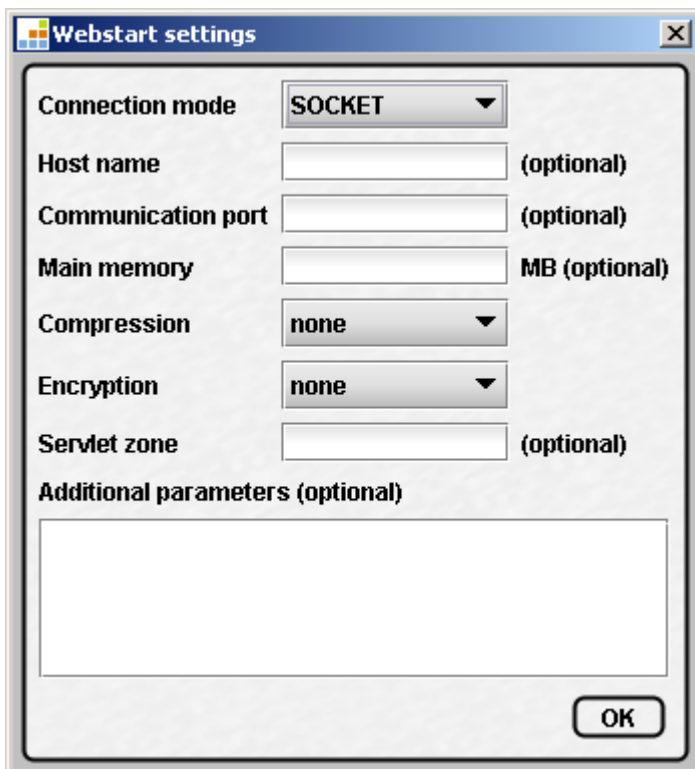 Webstart settings
Connection mode SOCKET
Host name (optional)
Communication port (optional)
Main memory MB (optional)
Compression none
Encryption none
Servlet zone (optional)
Additional parameters (optional)
OK